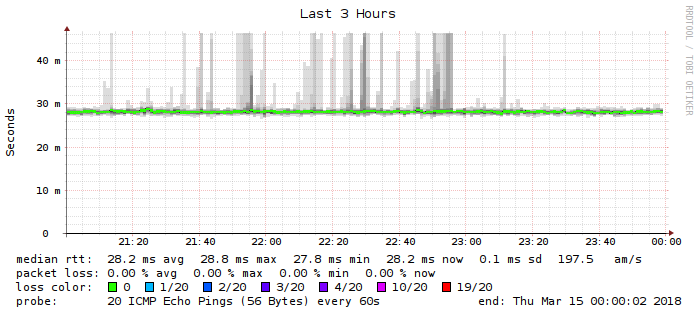 Last 3 Hours
RRDTOOL / TOBI OETIKER
Seconds
40 m
30 m
20 m
10 m
0
21:20 21:40 22:00 22:20 22:40 23:00 23:20 23:40 00:00
median rtt: 28.2 ms avg 28.8 ms max 27.8 ms min 28.2 ms now 0.1 ms sd 197.5 am/s
packet loss: 0.00 % avg 0.00 % max 0.00 % min 0.00 % now
loss color: 0 1/20 2/20 3/20 4/20 10/20 19/20
probe: 20 ICMP Echo Pings (56 Bytes) every 60s end: Thu Mar 15 00:00:02 2018